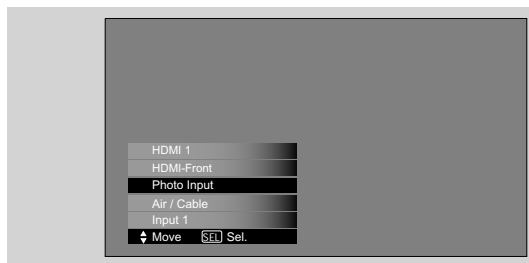 HDMI 1
HDMI-Front
Photo Input
Air / Cable
Input 1
Move SEL Sel.